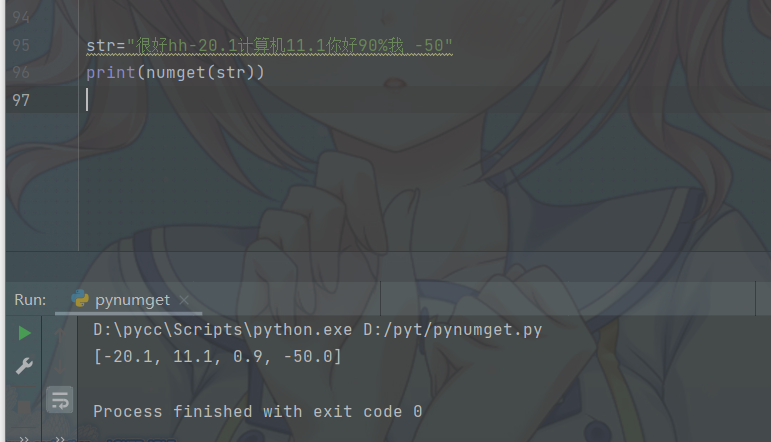 94
95 str="很好hh-20.1计算机11.1你好90%我 -50"
96 print(numget(str))
97
Run: pynumget ×
D:\pycc\Scripts\python.exe D:/pyt/pynumget.py
[-20.1, 11.1, 0.9, -50.0]
Process finished with exit code 0